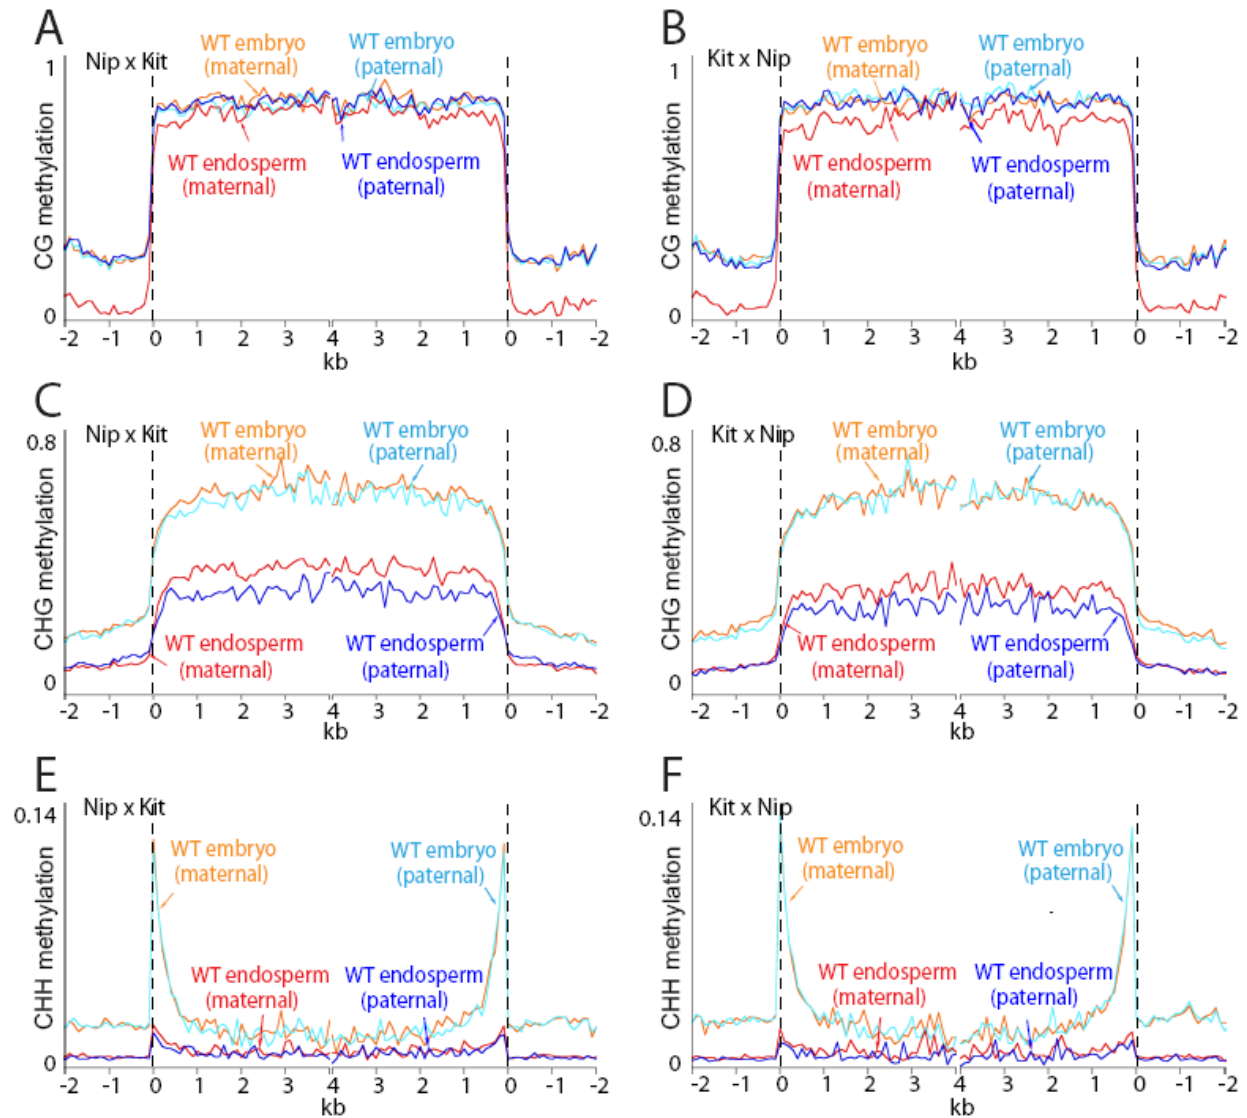 A
Nip x Kit
WT embryo
(maternal)
WT embryo
(paternal)
1
CG methylation
WT endosperm
(maternal)
WT endosperm
(paternal)
0
-2 -1 0 1 2 3 4 3 2 1 0 -1 -2
kb
B
Kit x Nip
WT embryo
(maternal)
WT embryo
(paternal)
1
CG methylation
WT endosperm
(maternal)
WT endosperm
(paternal)
0
-2 -1 0 1 2 3 4 3 2 1 0 -1 -2
kb
C
Nip x Kit
WT embryo
(maternal)
WT embryo
(paternal)
0.8
CHG methylation
WT endosperm
(maternal)
WT endosperm
(paternal)
0
-2 -1 0 1 2 3 4 3 2 1 0 -1 -2
kb
D
Kit x Nip
WT embryo
(maternal)
WT embryo
(paternal)
0.8
CHG methylation
WT endosperm
(maternal)
WT endosperm
(paternal)
0
-2 -1 0 1 2 3 4 3 2 1 0 -1 -2
kb
E
Nip x Kit
0.14
CHH methylation
WT embryo
(maternal)
WT embryo
(paternal)
WT endosperm
(maternal)
WT endosperm
(paternal)
0
-2 -1 0 1 2 3 4 3 2 1 0 -1 -2
kb
F
Kit x Nip
0.14
CHH methylation
WT embryo
(maternal)
WT embryo
(paternal)
WT endosperm
(maternal)
WT endosperm
(paternal)
0
-2 -1 0 1 2 3 4 3 2 1 0 -1 -2
kb